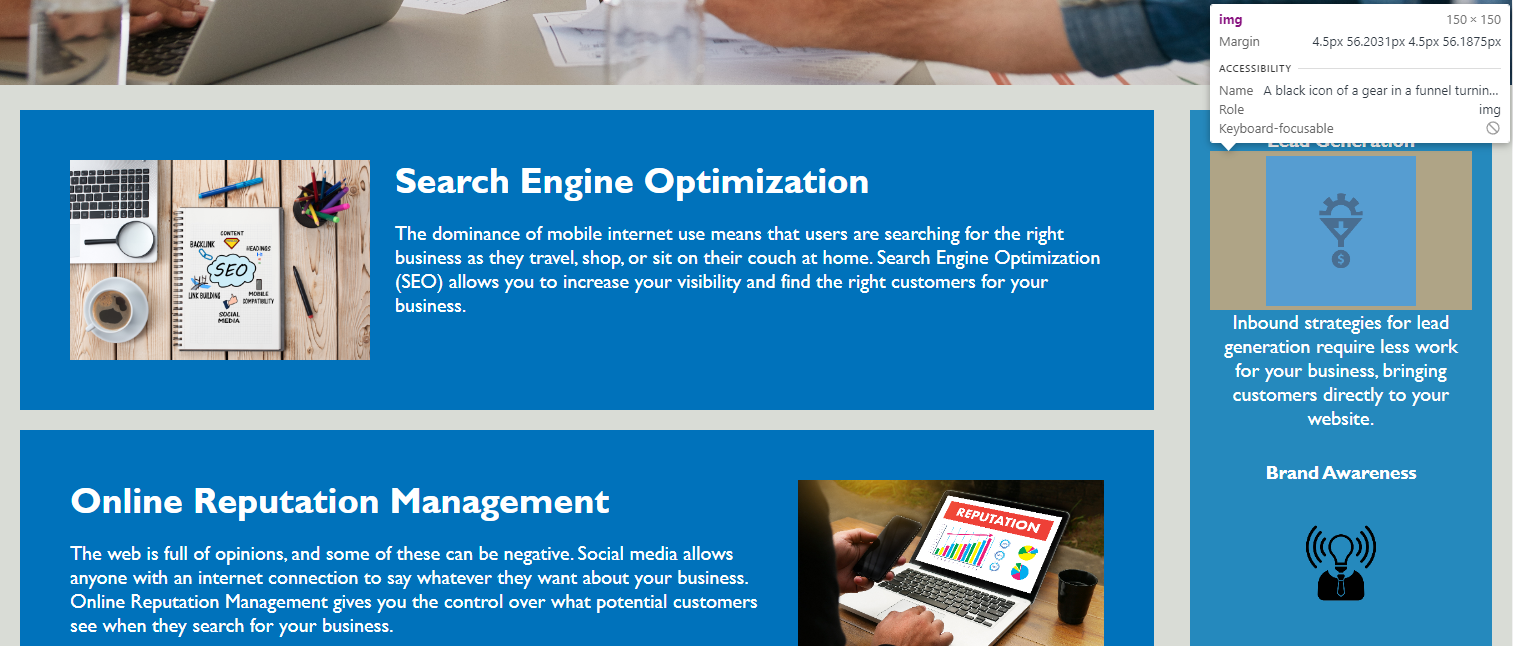 img 150 × 150
Margin 4.5px 56.2031px 4.5px 56.1875px
ACCESSIBILITY
Name A black icon of a gear in a funnel turnin...
Role img
Keyboard-focusable
Lead Generation
Search Engine Optimization
The dominance of mobile internet use means that users are searching for the right
business as they travel, shop, or sit on their couch at home. Search Engine Optimization
(SEO) allows you to increase your visibility and find the right customers for your
business.
CONTENT
BACKLINK
HEADINGS
SEO
LINK BUILDING
MOBILE
COMPATIBILITY
SOCIAL
MEDIA
$
Inbound strategies for lead
generation require less work
for your business, bringing
customers directly to your
website.
Brand Awareness
Online Reputation Management
The web is full of opinions, and some of these can be negative. Social media allows
anyone with an internet connection to say whatever they want about your business.
Online Reputation Management gives you the control over what potential customers
see when they search for your business.
REPUTATION